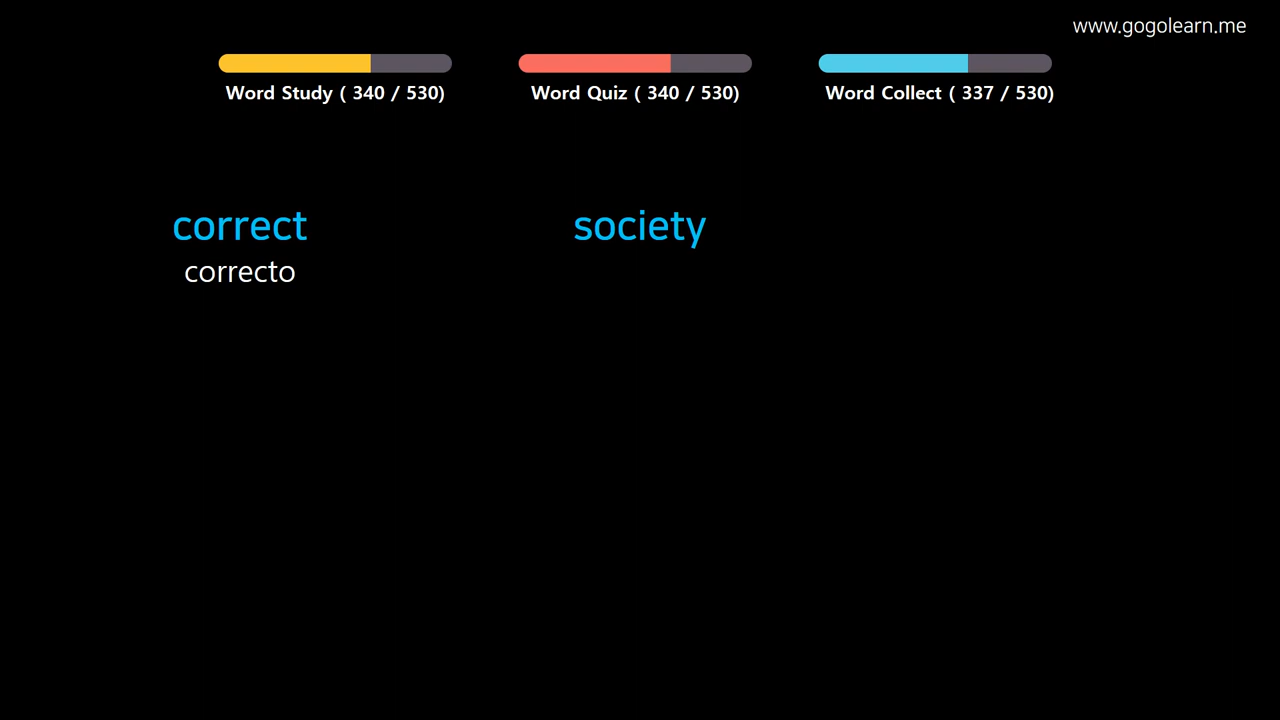 www.gogolearn.me
Word Study ( 340 / 530)
Word Quiz ( 340 / 530)
Word Collect ( 337 / 530)
correct
correcto
society